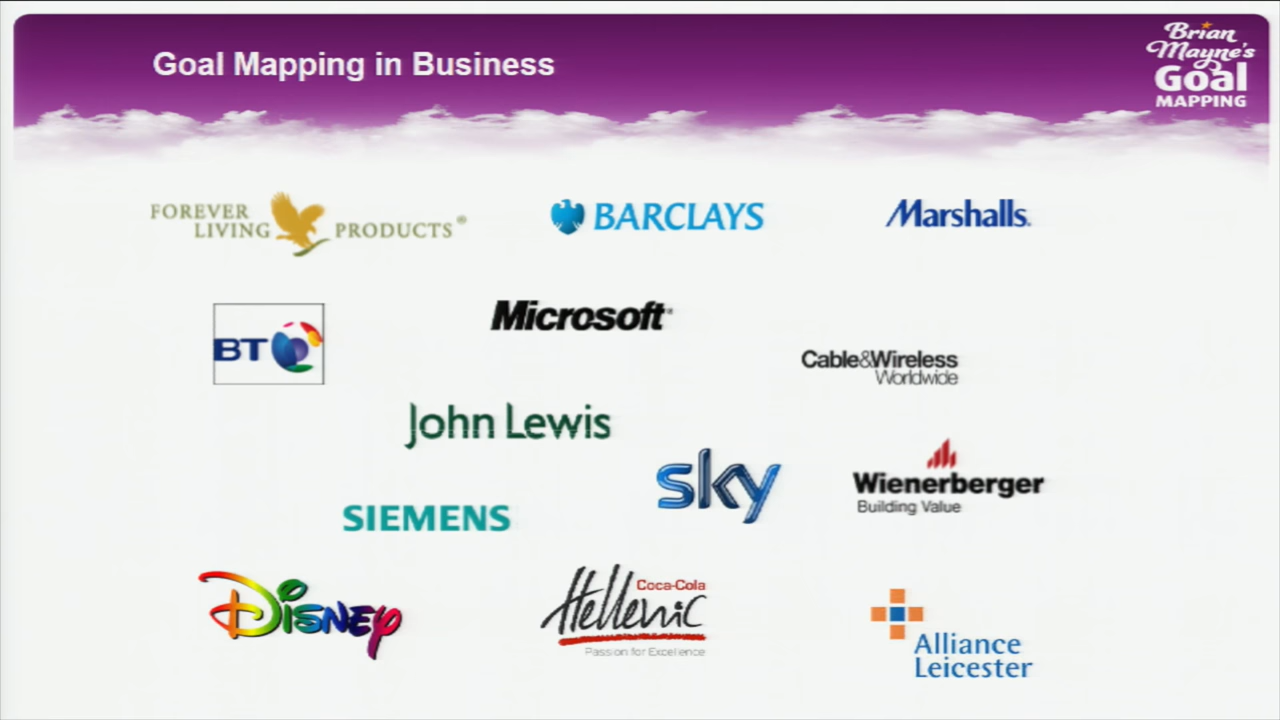 Goal Mapping in Business
Brian
Mayne's
Goal
MAPPING
FOREVER
LIVING PRODUCTS®
BARCLAYS
Marshalls.
BT
Microsoft®
Cable&Wireless
Worldwide
John Lewis
sky
Wienerberger
Building Value
SIEMENS
Disney
Coca-Cola
Hellenic
Passion for Excellence
Alliance
Leicester